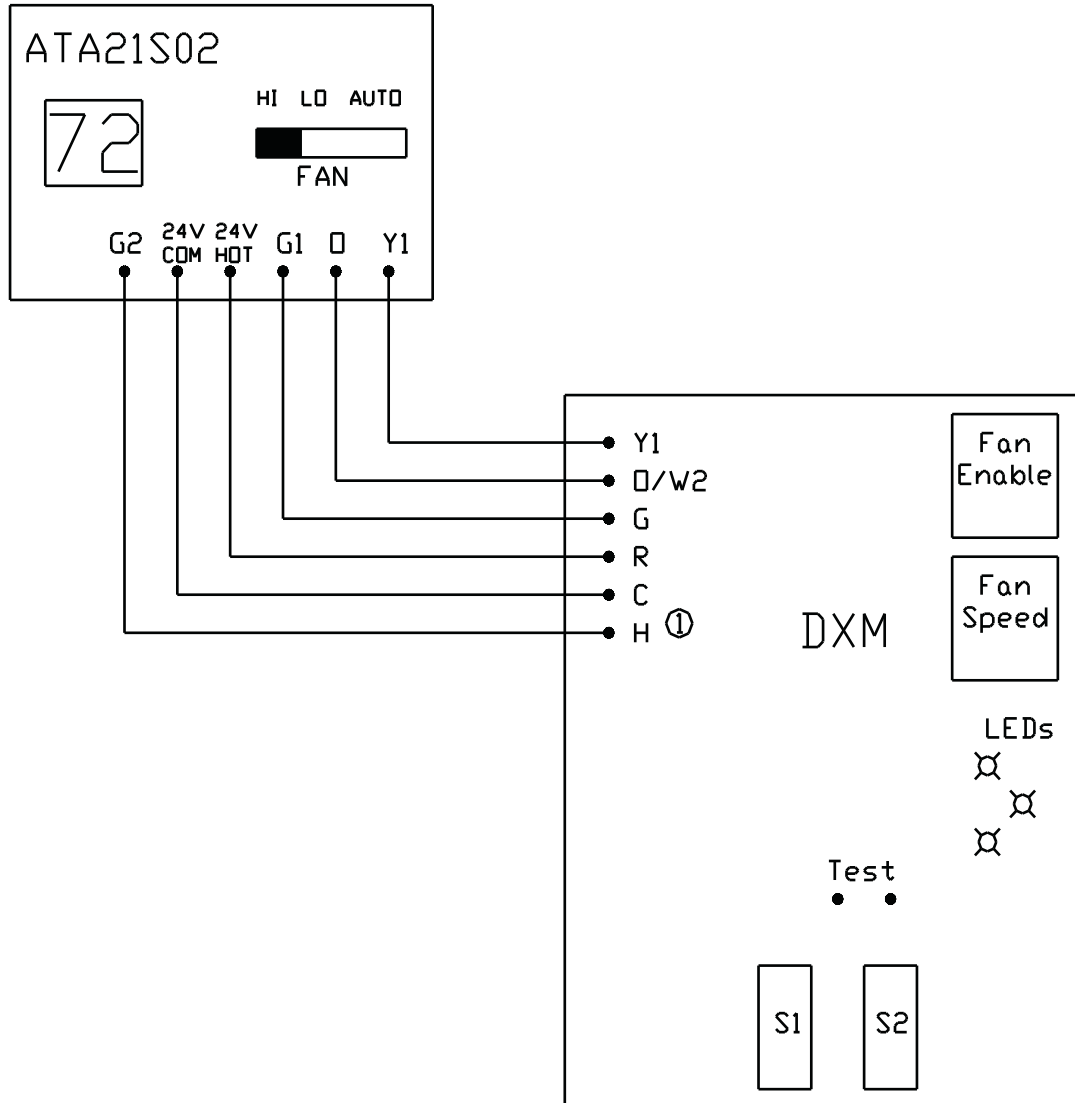 ATA21S02
72
HI LO AUTO
FAN
G2 24V COM 24V HOT G1 O Y1
Y1
O/W2
G
R
C
H ①
Fan
Enable
Fan
Speed
DXM
LEDs
Test
S1 S2